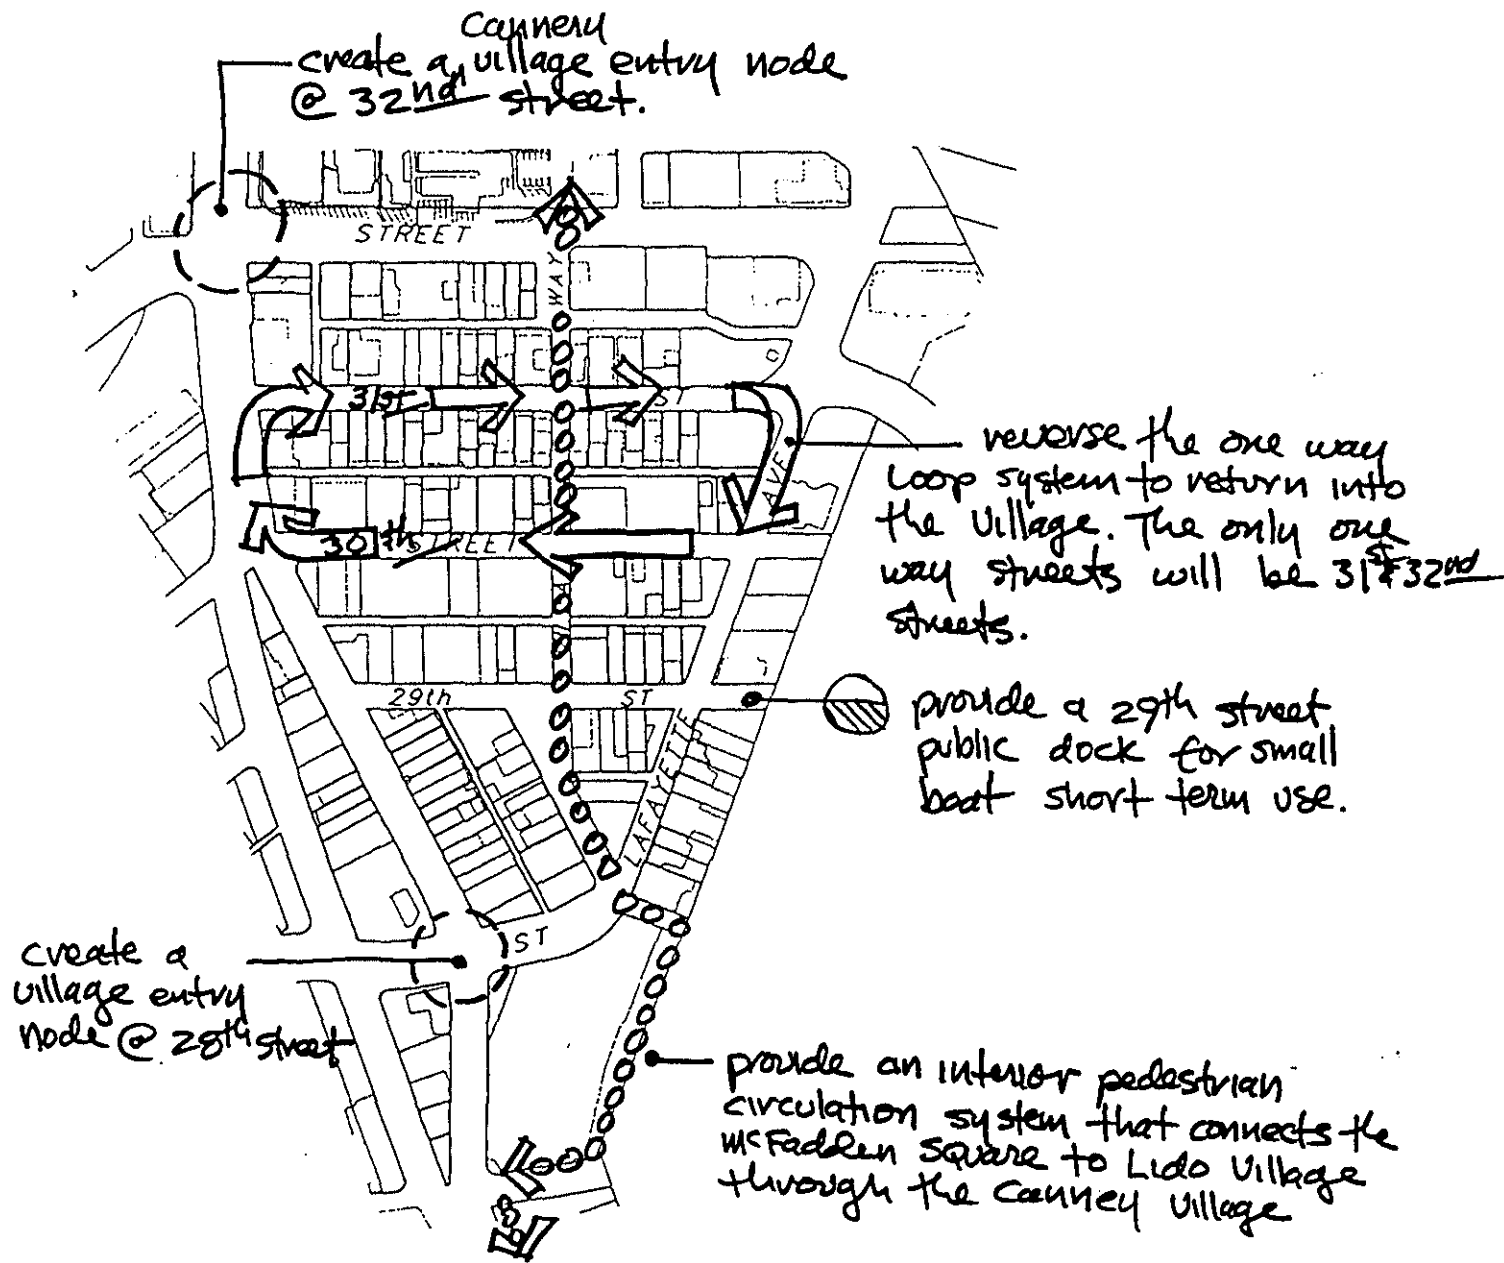 Cannery
create a village entry node
@ 32nd street.
STREET
WAY
31st
ST
reverse the one way
loop system to return into
the Village. The only one
way streets will be 31st & 32nd
streets.
AVE
30th STREET
29th
ST
provide a 29th street
public dock for small
boat short term use.
LAFAYETTE
ST
create a
village entry
node @ 28th street
provide an interior pedestrian
circulation system that connects the
McFadden Square to Lido Village
through the Canney Village